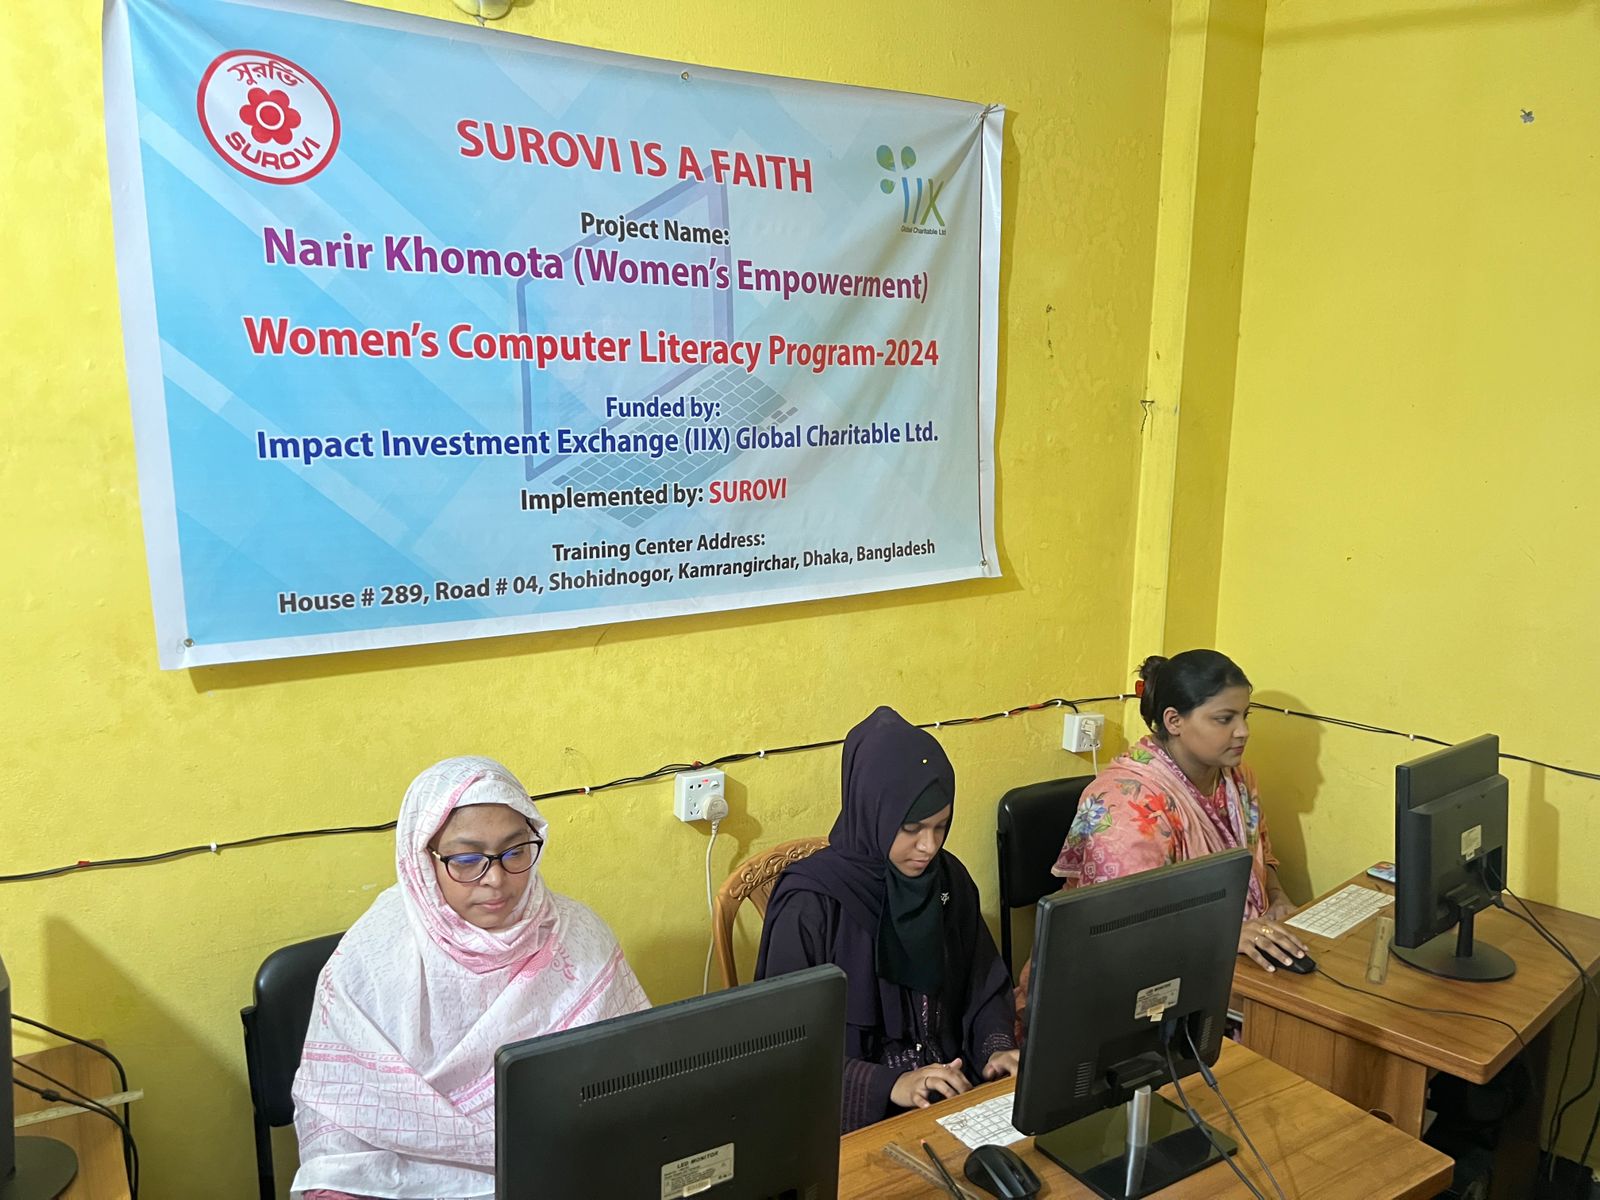 সুরভি
SUROVI
SUROVI IS A FAITH
IIX
Global Charitable Ltd
Project Name:
Narir Khomota (Women's Empowerment)
Women's Computer Literacy Program-2024
Funded by:
Impact Investment Exchange (IIX) Global Charitable Ltd.
Implemented by: SUROVI
Training Center Address:
House # 289, Road # 04, Shohidnogor, Kamrangirchar, Dhaka, Bangladesh
LED MONITOR
LED MONITOR